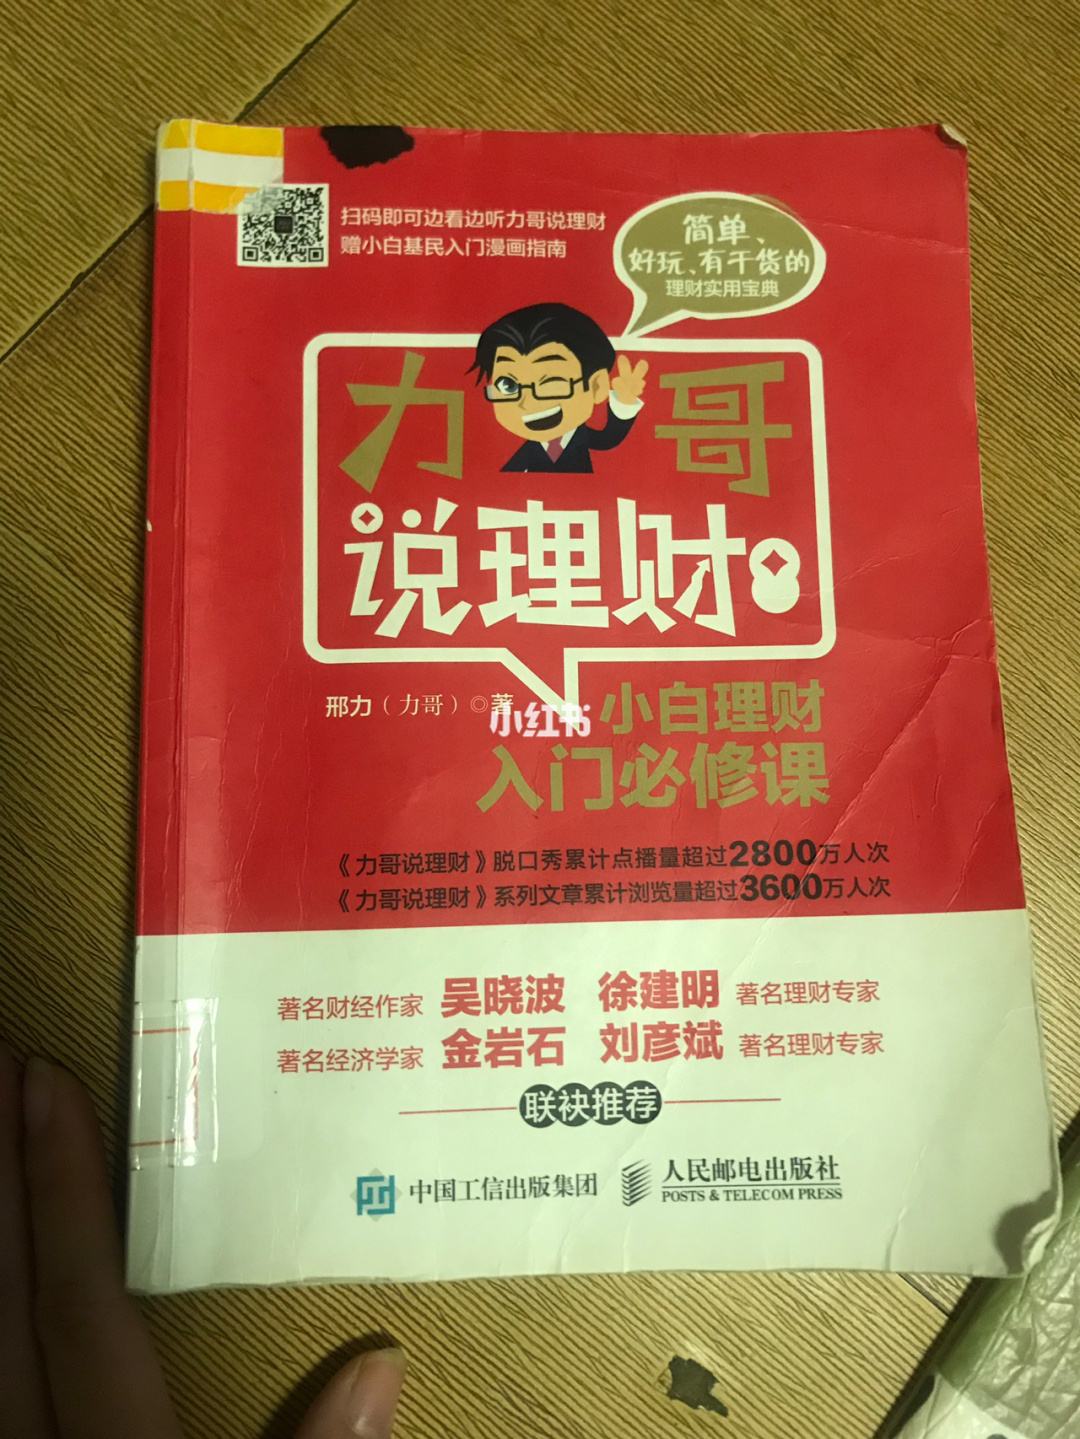 扫码即可边看边听力哥说理财
赠小白基民入门漫画指南
简单、
好玩、有干货的
理财实用宝典
力哥
说理财
邢力（力哥）◎著
小红书
小白理财
入门必修课
《力哥说理财》脱口秀累计点播量超过2800万人次
《力哥说理财》系列文章累计浏览量超过3600万人次
著名财经作家 吴晓波 徐建明 著名理财专家
著名经济学家 金岩石 刘彦斌 著名理财专家
联袂推荐
中国工信出版集团
人民邮电出版社
POSTS & TELECOM PRESS